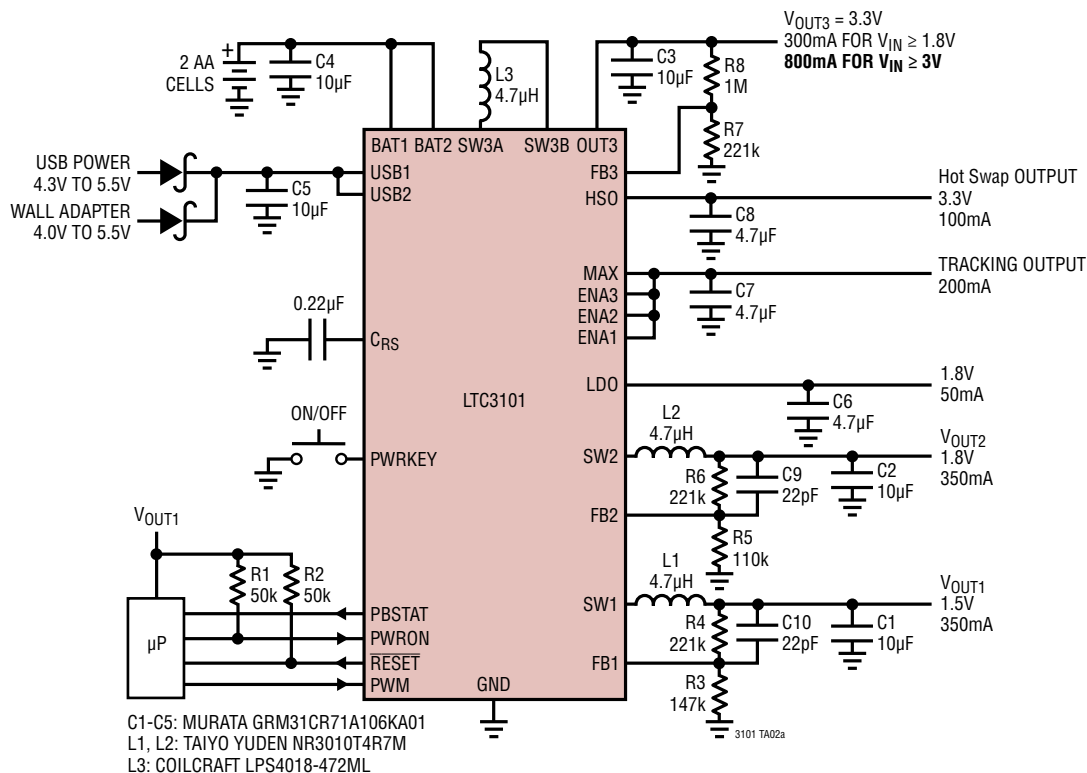 2 AA
CELLS
+
C4
10µF
L3
4.7µH
C3
10µF
R8
1M
R7
221k
VOUT3 = 3.3V
300mA FOR VIN ≥ 1.8V
800mA FOR VIN ≥ 3V
USB POWER
4.3V TO 5.5V
WALL ADAPTER
4.0V TO 5.5V
C5
10µF
BAT1 BAT2 SW3A SW3B OUT3
USB1
USB2
FB3
HSO
C8
4.7µF
Hot Swap OUTPUT
3.3V
100mA
MAX
ENA3
ENA2
ENA1
C7
4.7µF
TRACKING OUTPUT
200mA
0.22µF
CRS
LTC3101
LDO
C6
4.7µF
1.8V
50mA
ON/OFF
PWRKEY
SW2
L2
4.7µH
R6
221k
C9
22pF
C2
10µF
VOUT2
1.8V
350mA
FB2
R5
110k
VOUT1
R1
50k
R2
50k
µP
PBSTAT
PWRON
RESET
PWM
GND
SW1
L1
4.7µH
R4
221k
C10
22pF
C1
10µF
VOUT1
1.5V
350mA
FB1
R3
147k
3101 TA02a
C1-C5: MURATA GRM31CR71A106KA01
L1, L2: TAIYO YUDEN NR3010T4R7M
L3: COILCRAFT LPS4018-472ML